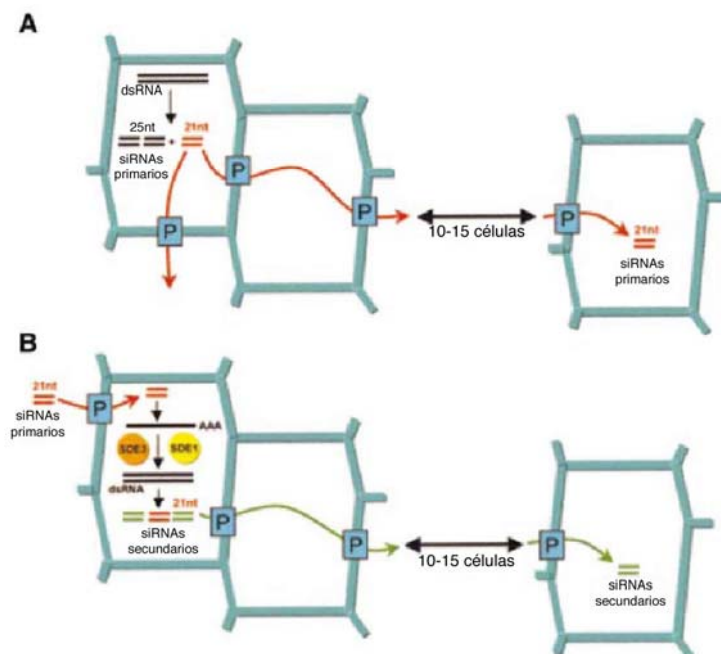 A
dsRNA
25nt 21nt
+
siRNAs
primarios
P
P
P
10-15 células
P
21nt
siRNAs
primarios
B
21nt
siRNAs
primarios
P
AAA
SDE3 SDE1
dsRNA
21nt
siRNAs
secundarios
P
P
10-15 células
P
siRNAs
secundarios